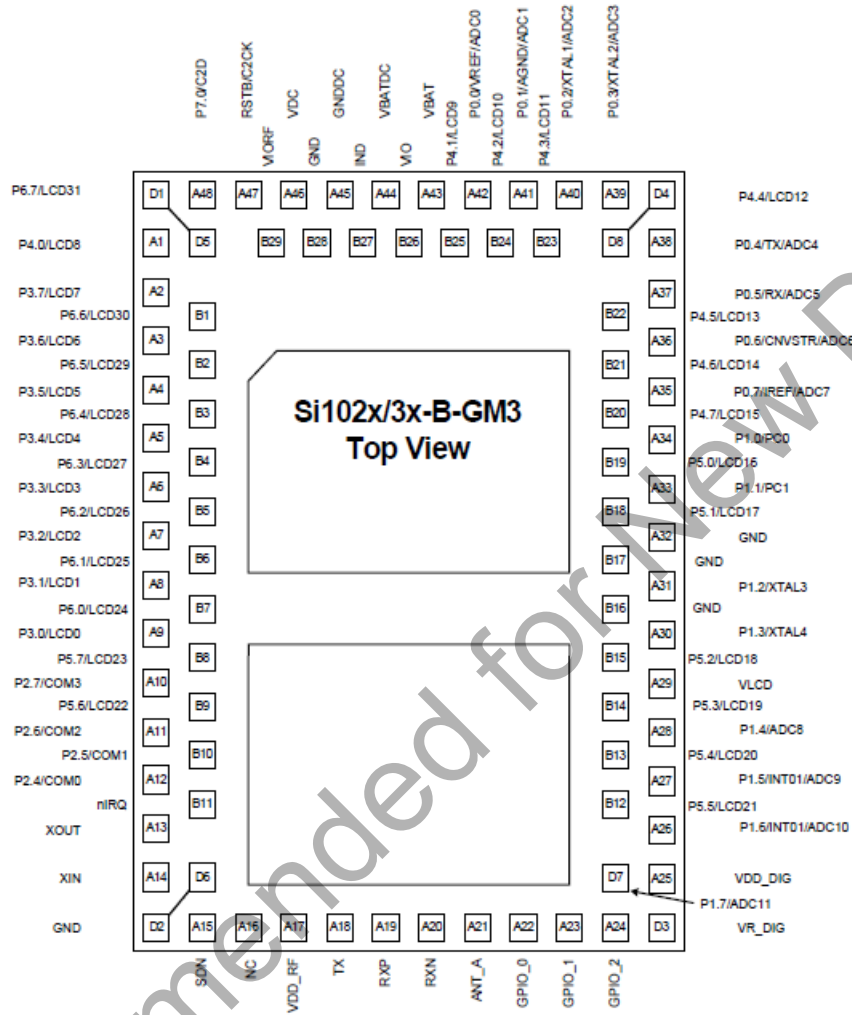 P7.0/C2D
RSTB/C2CK
VIORF
VDC
GND
GNDDC
IND
VBATDC
VIO
VBAT
P4.1/LCD9
P0.0/VREF/ADC0
P4.2/LCD10
P0.1/AGND/ADC1
P4.3/LCD11
P0.2/XTAL1/ADC2
P0.3/XTAL2/ADC3
P6.7/LCD31
D1
A48
A47
A46
A45
A44
A43
A42
A41
A40
A39
D4
P4.4/LCD12
P4.0/LCD8
A1
D5
B29
B28
B27
B26
B25
B24
B23
D8
A38
P0.4/TX/ADC4
P3.7/LCD7
A2
A37
P0.5/RX/ADC5
P6.6/LCD30
B1
B22
P4.5/LCD13
P3.6/LCD6
A3
A36
P0.6/CNVSTR/ADC6
P6.5/LCD29
B2
B21
P4.6/LCD14
P3.5/LCD5
A4
A35
P0.7/IREF/ADC7
P6.4/LCD28
B3
Si102x/3x-B-GM3
Top View
B20
P4.7/LCD15
P3.4/LCD4
A5
A34
P1.0/PC0
P6.3/LCD27
B4
B19
P5.0/LCD16
P3.3/LCD3
A6
A33
P1.1/PC1
P6.2/LCD26
B5
B18
P5.1/LCD17
P3.2/LCD2
A7
A32
GND
P6.1/LCD25
B6
B17
GND
P3.1/LCD1
A8
A31
P1.2/XTAL3
P6.0/LCD24
B7
B16
GND
P3.0/LCD0
A9
A30
P1.3/XTAL4
P5.7/LCD23
B8
B15
P5.2/LCD18
P2.7/COM3
A10
A29
VLCD
P5.6/LCD22
B9
B14
P5.3/LCD19
P2.6/COM2
A11
A28
P1.4/ADC8
P2.5/COM1
B10
B13
P5.4/LCD20
P2.4/COM0
A12
A27
P1.5/INT01/ADC9
nIRQ
B11
B12
P5.5/LCD21
XOUT
A13
A26
P1.6/INT01/ADC10
XIN
A14
D6
D7
A25
VDD_DIG
P1.7/ADC11
GND
D2
A15
A16
A17
A18
A19
A20
A21
A22
A23
A24
D3
VR_DIG
SDN
NC
VDD_RF
TX
RXP
RXN
ANT_A
GPIO_0
GPIO_1
GPIO_2
mended for New D